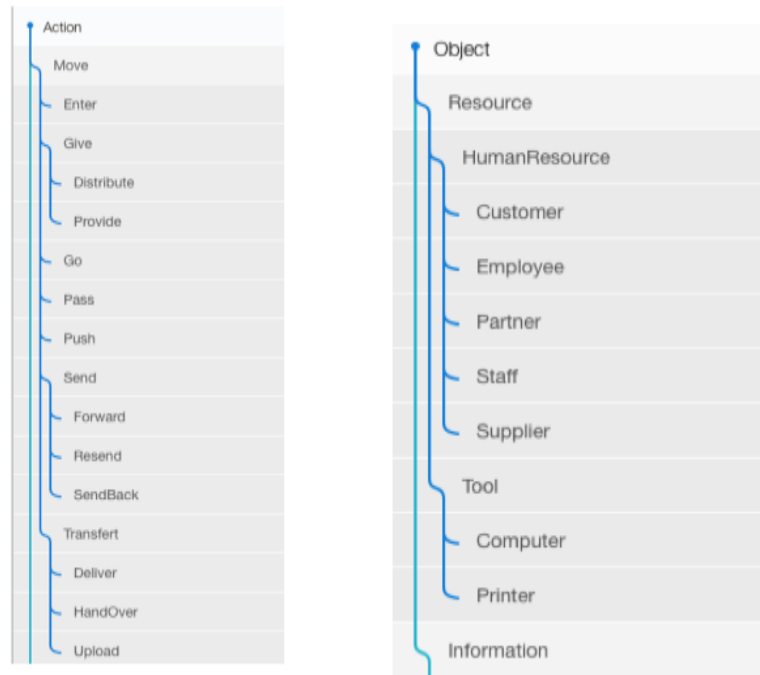 Action
Move
Enter
Give
Distribute
Provide
Go
Pass
Push
Send
Forward
Resend
SendBack
Transfert
Deliver
HandOver
Upload
Object
Resource
HumanResource
Customer
Employee
Partner
Staff
Supplier
Tool
Computer
Printer
Information